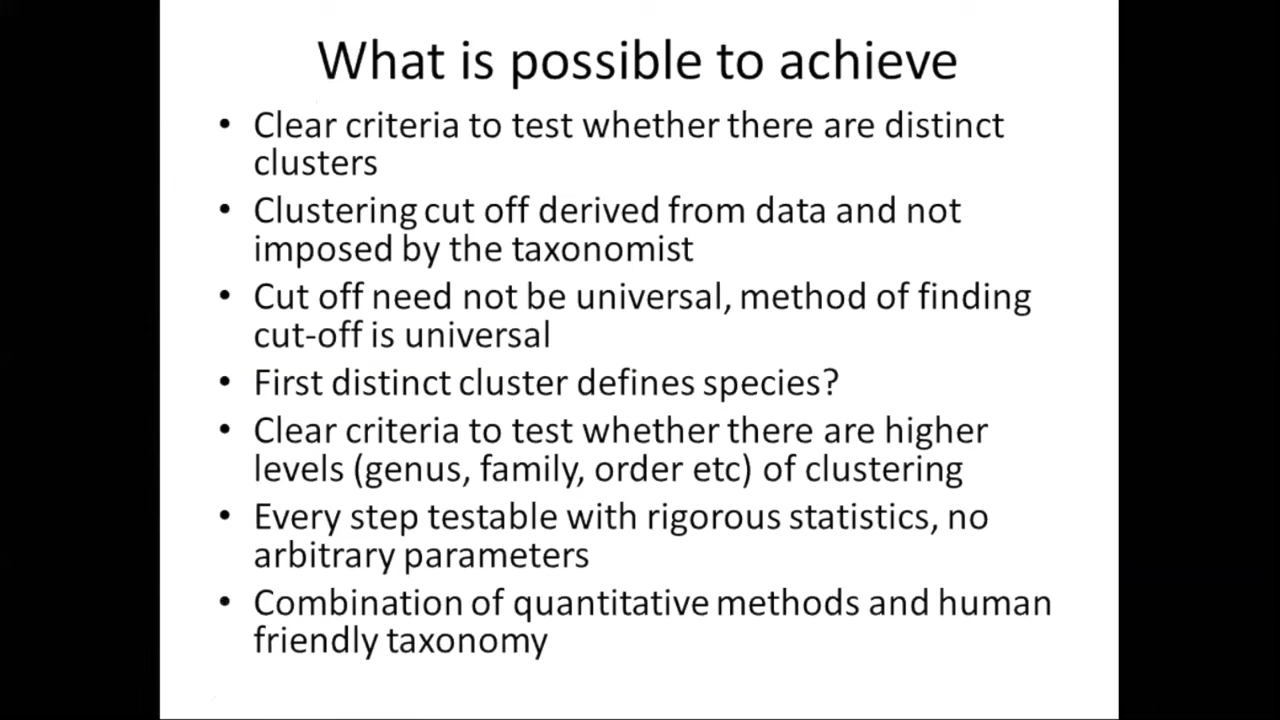 What is possible to achieve
• Clear criteria to test whether there are distinct
clusters
• Clustering cut off derived from data and not
imposed by the taxonomist
• Cut off need not be universal, method of finding
cut-off is universal
• First distinct cluster defines species?
• Clear criteria to test whether there are higher
levels (genus, family, order etc) of clustering
• Every step testable with rigorous statistics, no
arbitrary parameters
• Combination of quantitative methods and human
friendly taxonomy